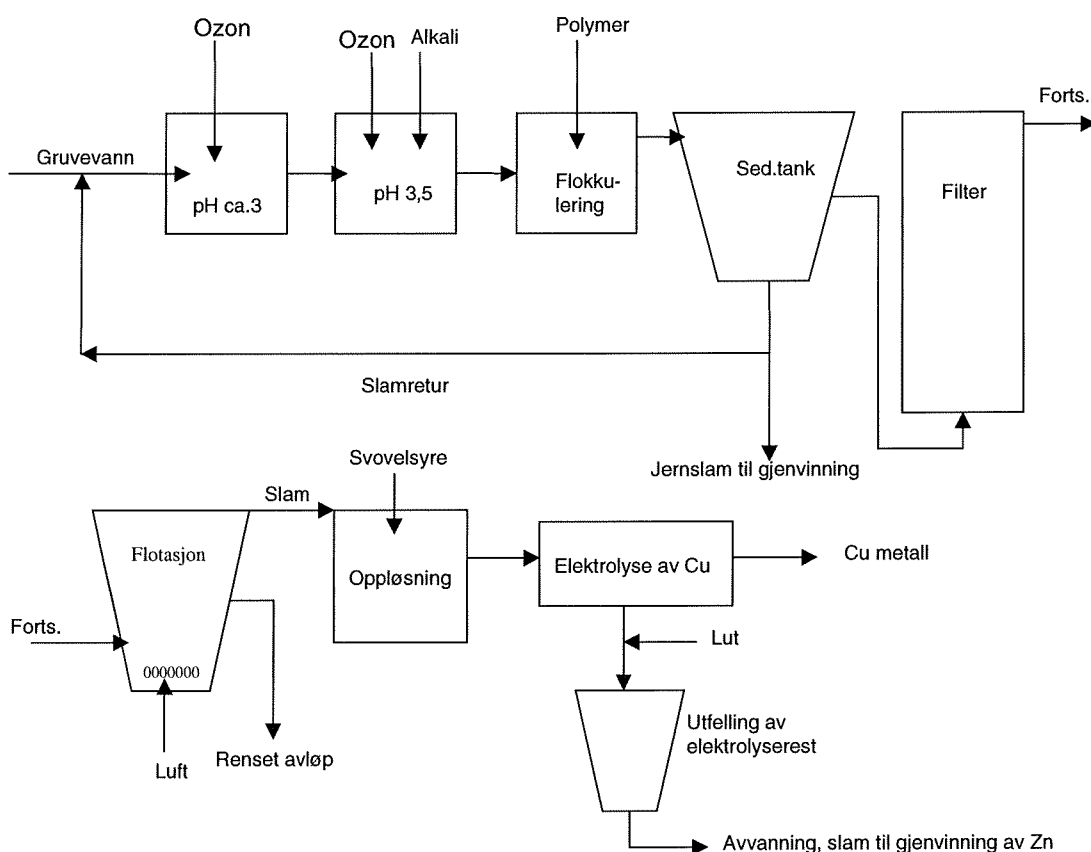 Ozon
Ozon
Alkali
Polymer
Forts.
Gruvevann
pH ca.3
pH 3,5
Flokku-
lering
Sed.tank
Filter
Slamretur
Jernslam til gjenvinning
Svovelsyre
Slam
Flotasjon
Oppløsning
Elektrolyse av Cu
Cu metall
Forts.
0000000
Lut
Luft
Renset avløp
Utfelling av
elektrolyserest
Avvanning, slam til gjenvinning av Zn